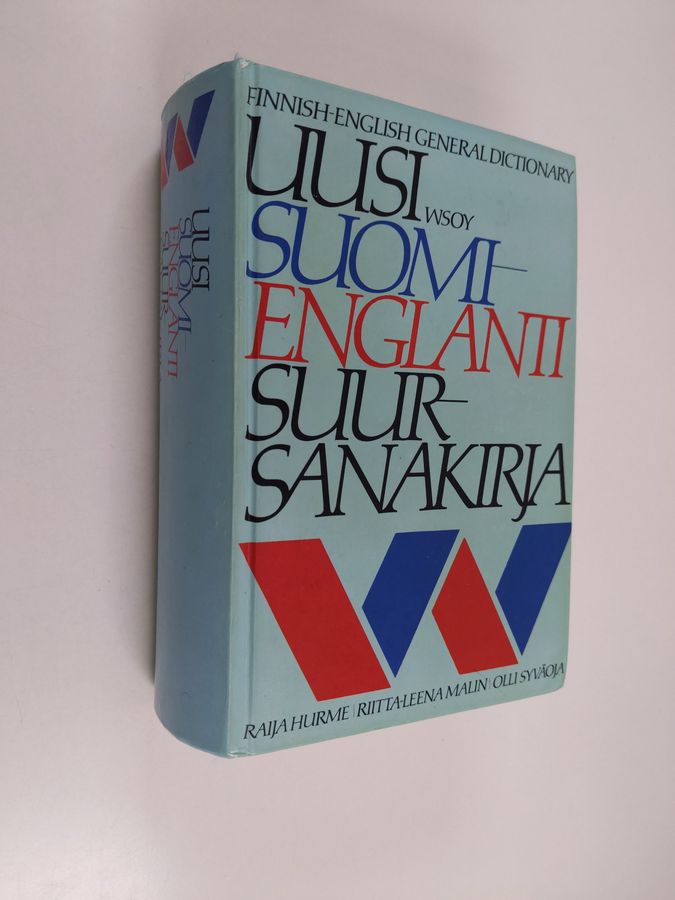 FINNISH-ENGLISH GENERAL DICTIONARY
UUSI
WSOY
SUOMI–
ENGLANTI
SUUR–
SANAKIRJA
RAIJA HURME | RIITTA-LEENA MALIN | OLLI SYVÄOJA
UUSI
SUOMI–
ENGLANTI
SUUR–